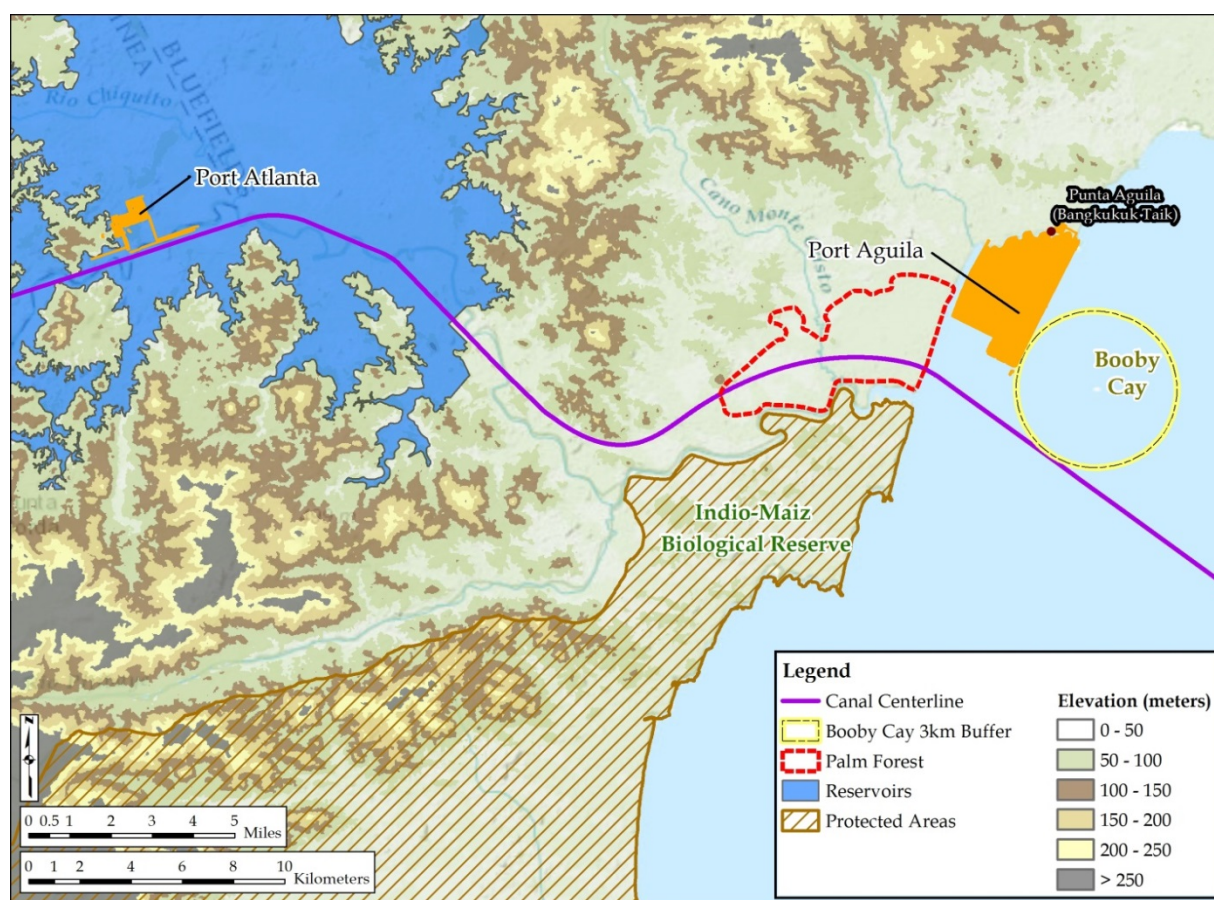 Rio Chiquito
BLUEFIELD
Port Atlanta
Cano Monte
Punta Aguila
(Bangkukuk Taik)
Port Aguila
Booby
Cay
Indio-Maiz
Biological Reserve
N
0 0.5 1 2 3 4 5
Miles
0 1 2 4 6 8 10
Kilometers
Legend
Canal Centerline
Booby Cay 3km Buffer
Palm Forest
Reservoirs
Protected Areas
Elevation (meters)
0 - 50
50 - 100
100 - 150
150 - 200
200 - 250
> 250